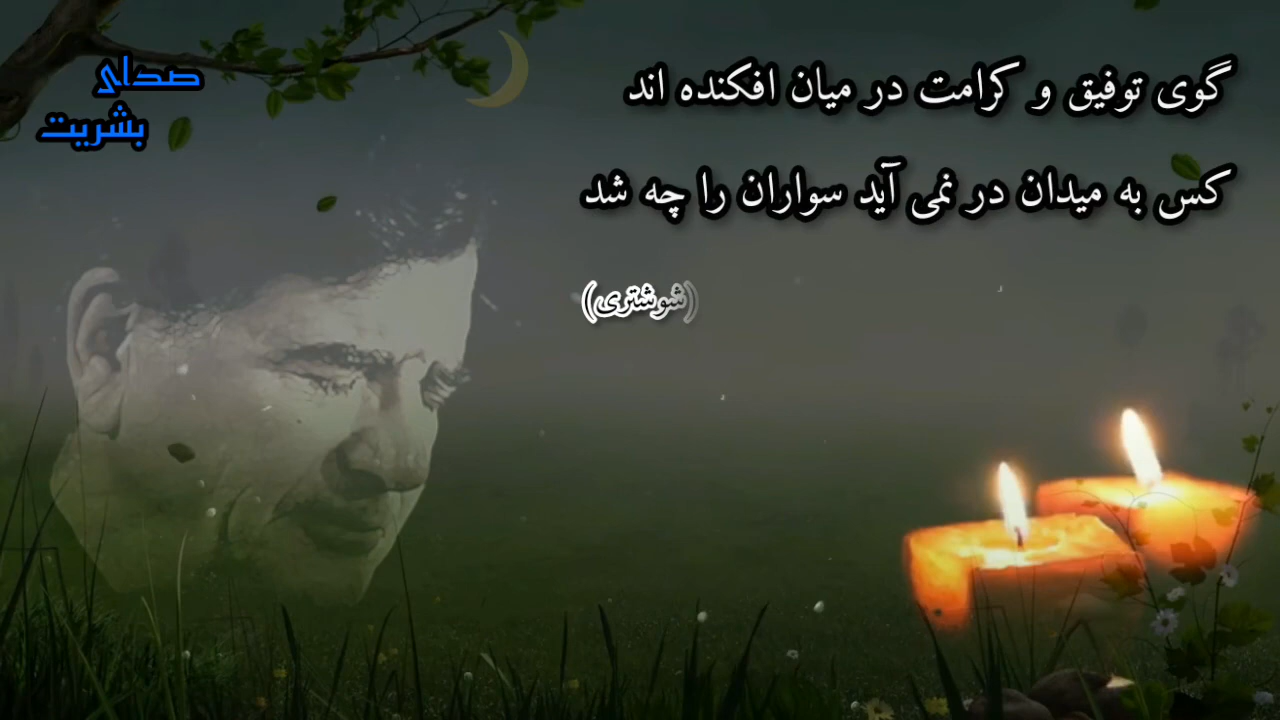 گوی توفیق و کرامت در میان افکنده اند
کس به میدان در نمی آید سواران را چه شد
(شوشتری)
صدای
بشریت